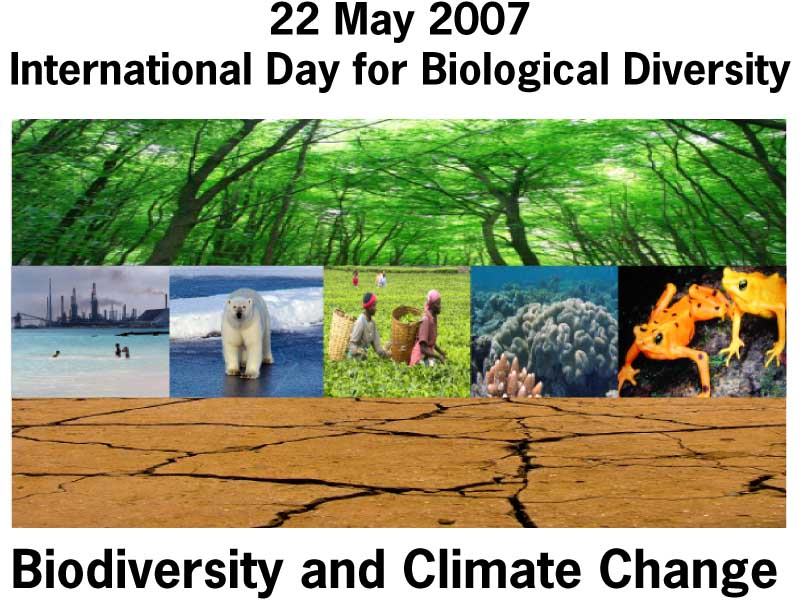 22 May 2007
International Day for Biological Diversity
Biodiversity and Climate Change